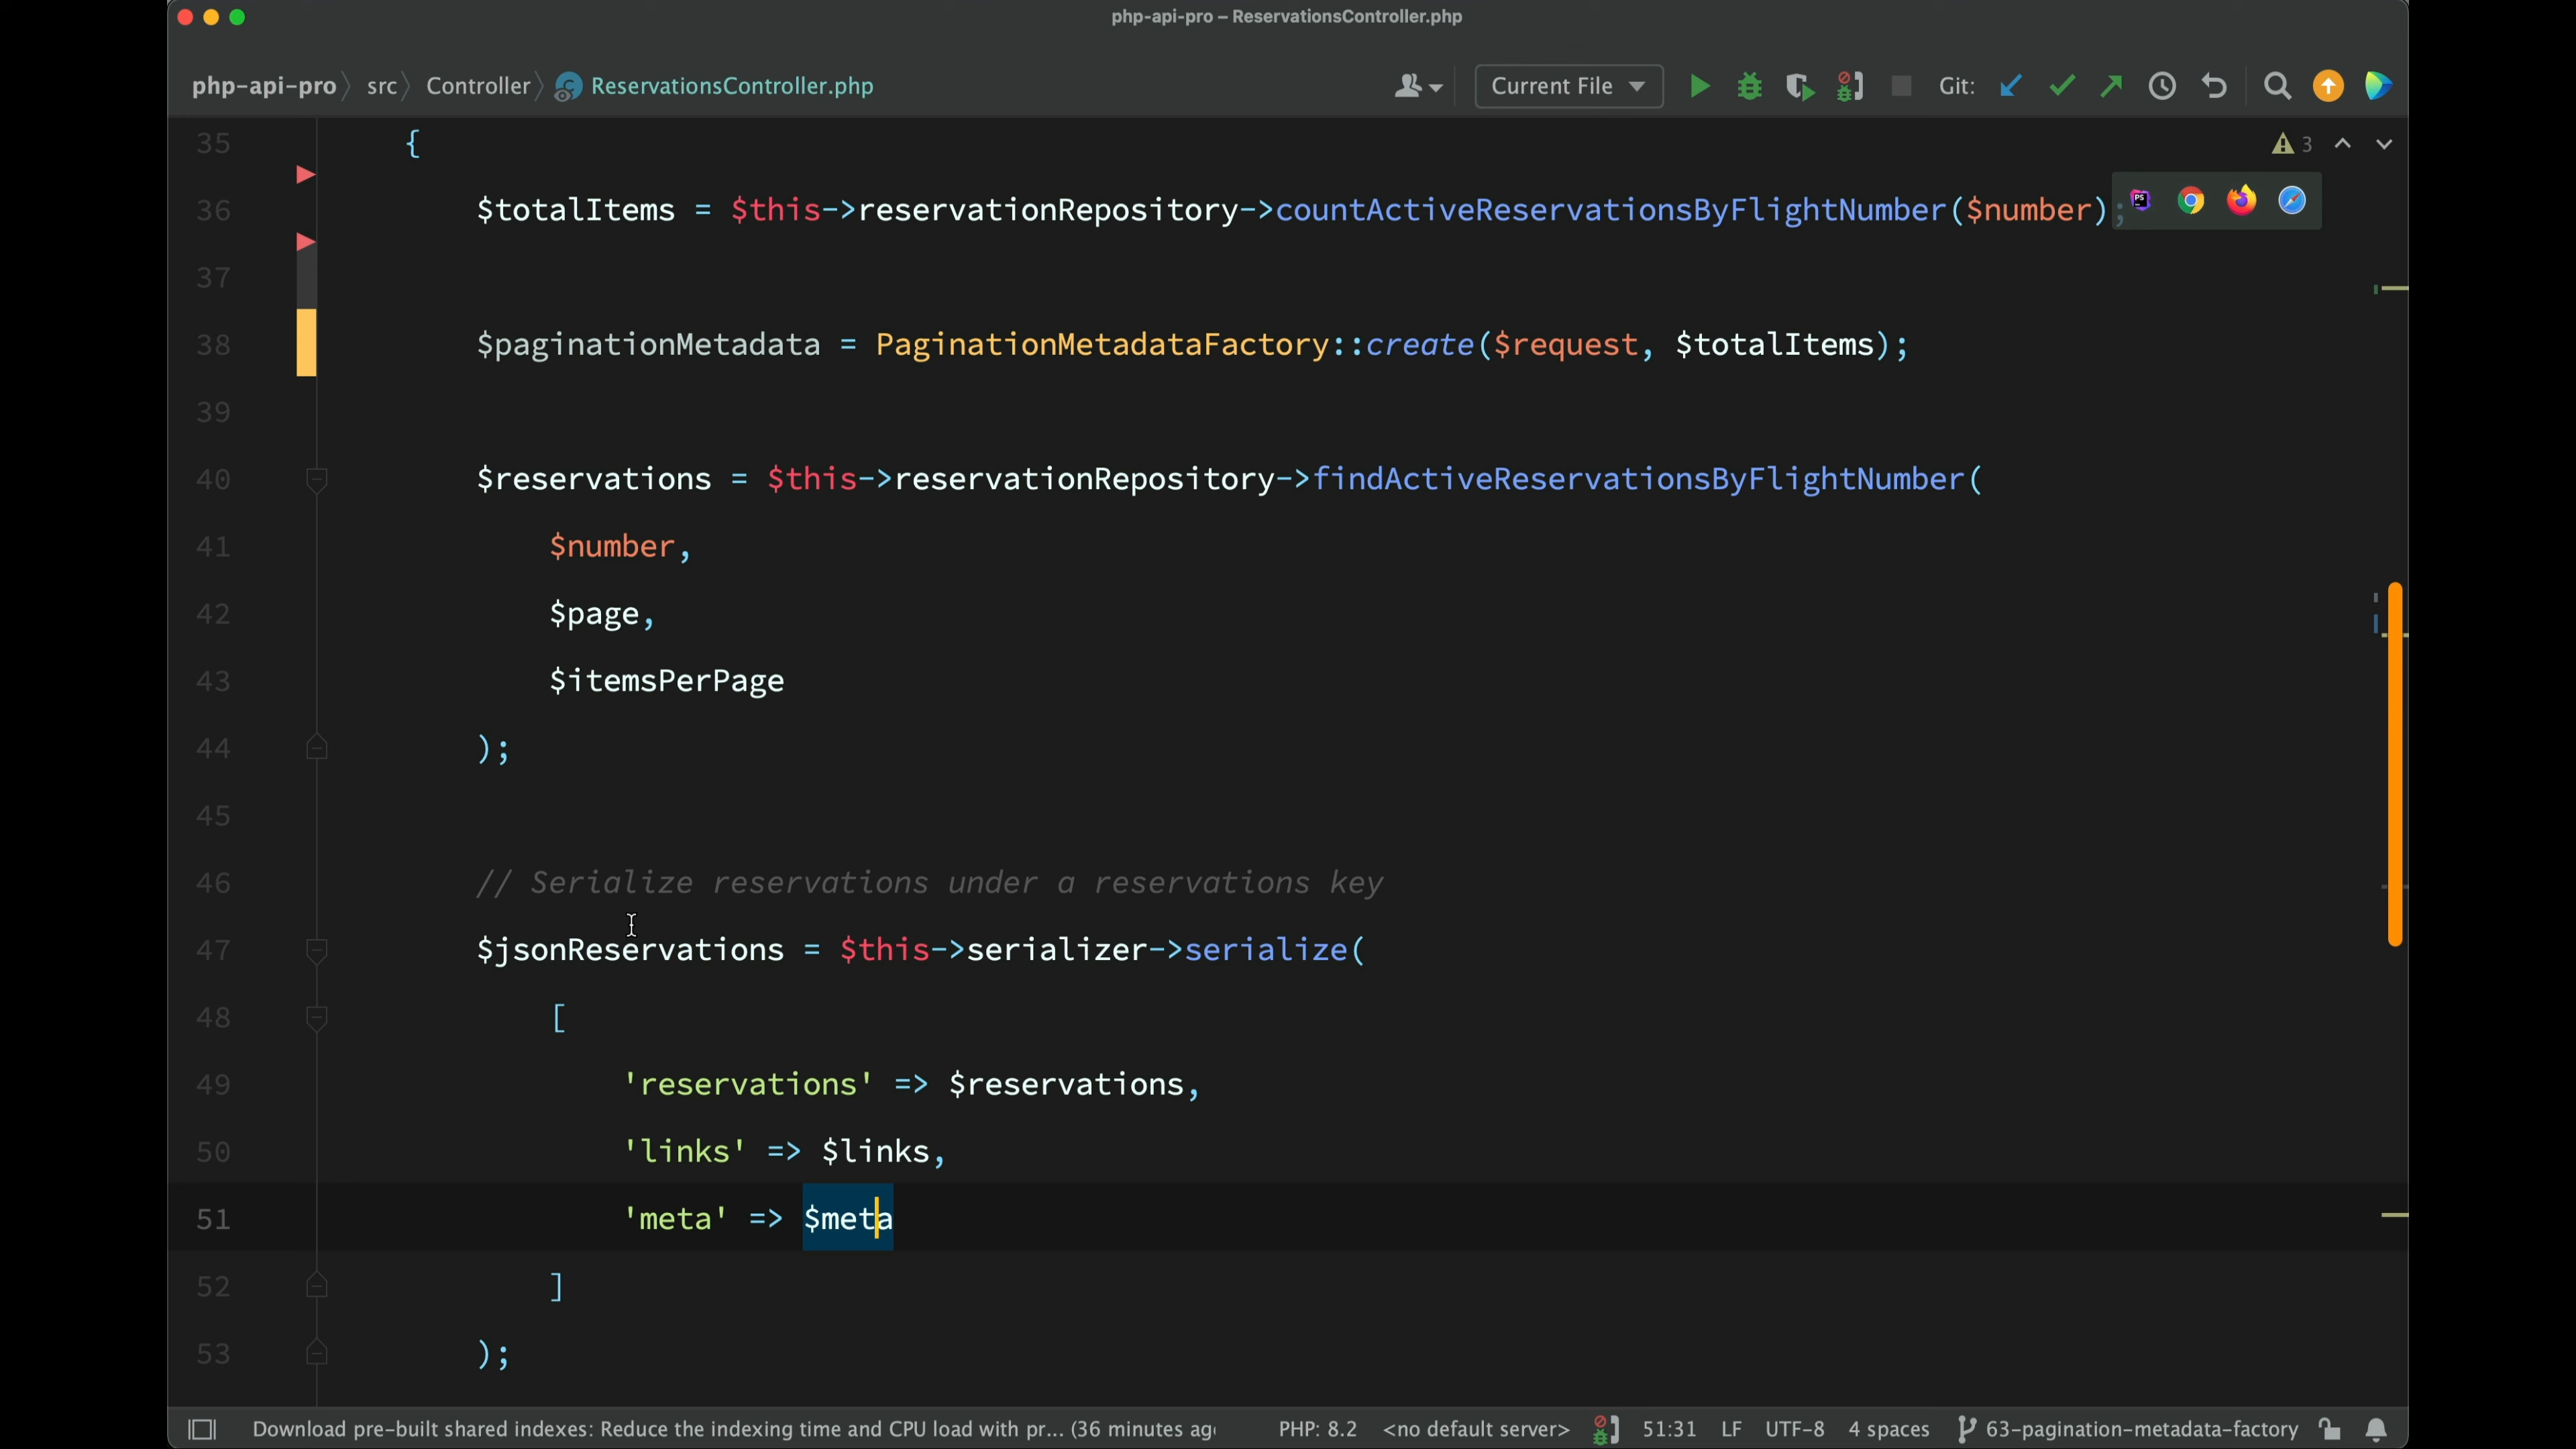 php-api-pro – ReservationsController.php
php-api-pro src Controller ReservationsController.php Current File Git:
35 {
3
36 $totalItems = $this->reservationRepository->countActiveReservationsByFlightNumber($number);
37
38 $paginationMetadata = PaginationMetadataFactory::create($request, $totalItems);
39
40 $reservations = $this->reservationRepository->findActiveReservationsByFlightNumber(
41 $number,
42 $page,
43 $itemsPerPage
44 );
45
46 // Serialize reservations under a reservations key
47 $jsonReservations = $this->serializer->serialize(
48 [
49 'reservations' => $reservations,
50 'links' => $links,
51 'meta' => $meta
52 ]
53 );
Download pre-built shared indexes: Reduce the indexing time and CPU load with pr... (36 minutes ag PHP: 8.2 <no default server> 51:31 LF UTF-8 4 spaces 63-pagination-metadata-factory